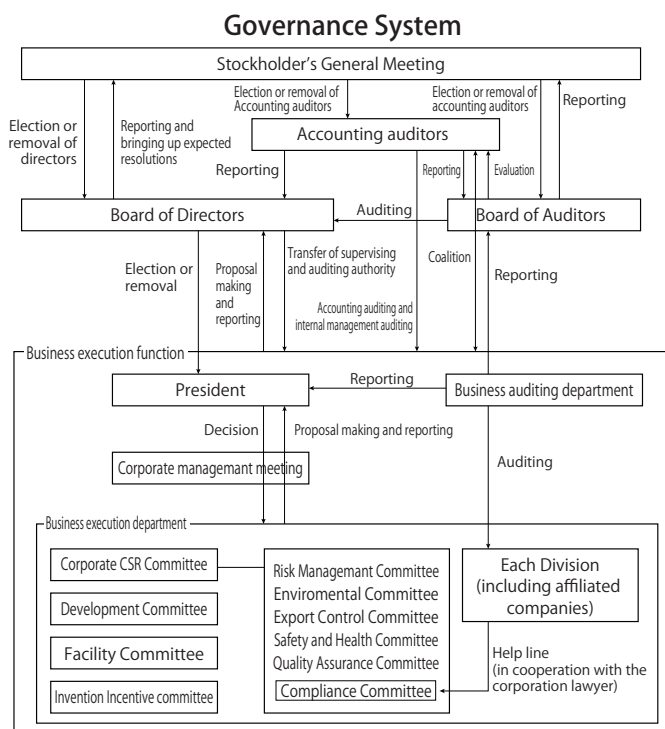 Governance System
Stockholder's General Meeting
Election or removal of
Accounting auditors
Election or removal of
accounting auditors
Reporting
Election or
removal of
directors
Reporting and
bringing up expected
resolutions
Accounting auditors
Reporting
Reporting
Evaluation
Board of Directors
Auditing
Board of Auditors
Election or
removal
Proposal
making
and
reporting
Transfer of supervising
and auditing authority
Coalition
Accounting auditing and
internal management auditing
Reporting
Business execution function
President
Reporting
Business auditing department
Decision
Proposal making and reporting
Corporate management meeting
Auditing
Business execution department
Corporate CSR Committee
Development Committee
Facility Committee
Invention Incentive committee
Risk Managemant Committee
Enviromental Committee
Export Control Committee
Safety and Health Committee
Quality Assurance Committee
Compliance Committee
Each Division
(including affiliated
companies)
Help line
(in cooperation with the
corporation lawyer)